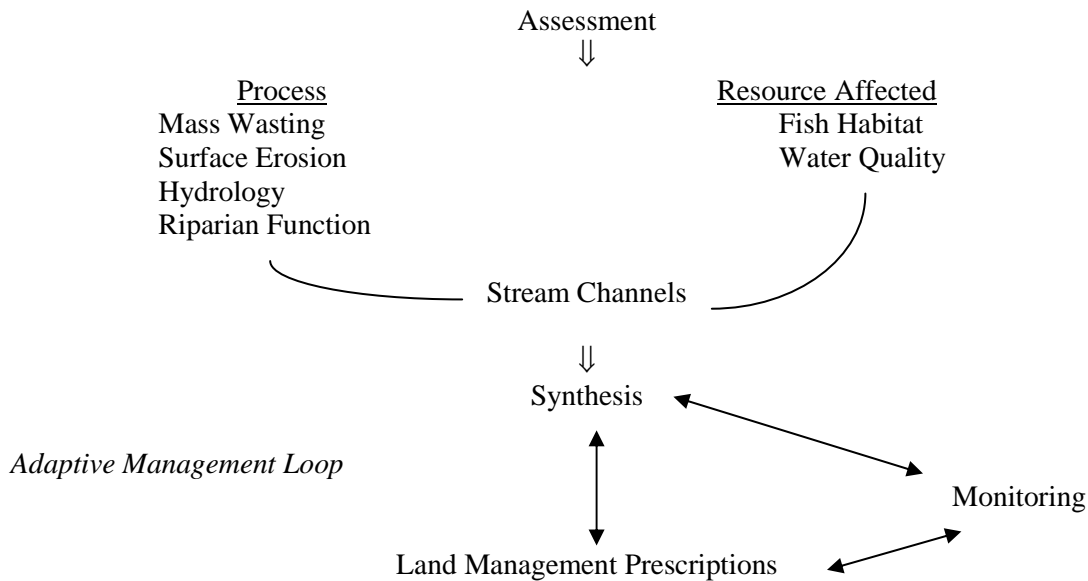 Assessment
⇓
Process
Resource Affected
Mass Wasting
Fish Habitat
Surface Erosion
Water Quality
Hydrology
Riparian Function
Stream Channels
⇓
Synthesis
Adaptive Management Loop
Monitoring
Land Management Prescriptions